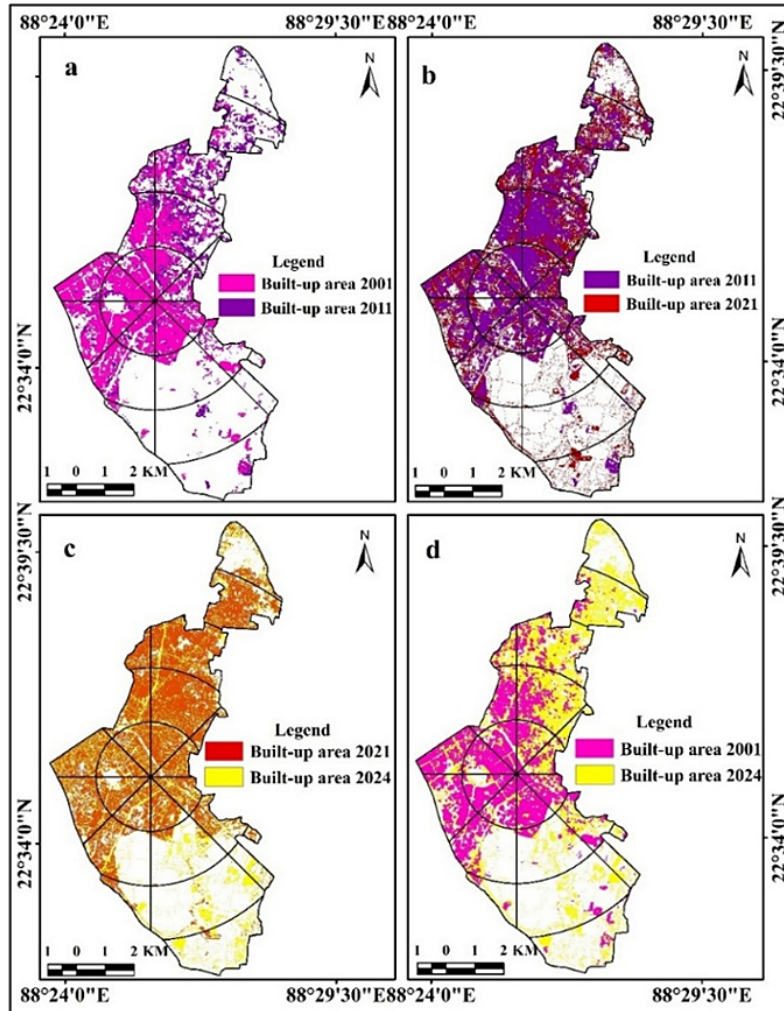 88°24'0"E 88°29'30"E 88°24'0"E 88°29'30"E
a
N
Legend
Built-up area 2001
Built-up area 2011
1 0 1 2 KM
22°34'0"N
b
N
Legend
Built-up area 2011
Built-up area 2021
1 0 1 2 KM
22°39'30"N
22°34'0"N
c
N
Legend
Built-up area 2021
Built-up area 2024
1 0 1 2 KM
22°39'30"N
22°34'0"N
d
N
Legend
Built-up area 2001
Built-up area 2024
1 0 1 2 KM
22°39'30"N
22°34'0"N
88°24'0"E 88°29'30"E 88°24'0"E 88°29'30"E